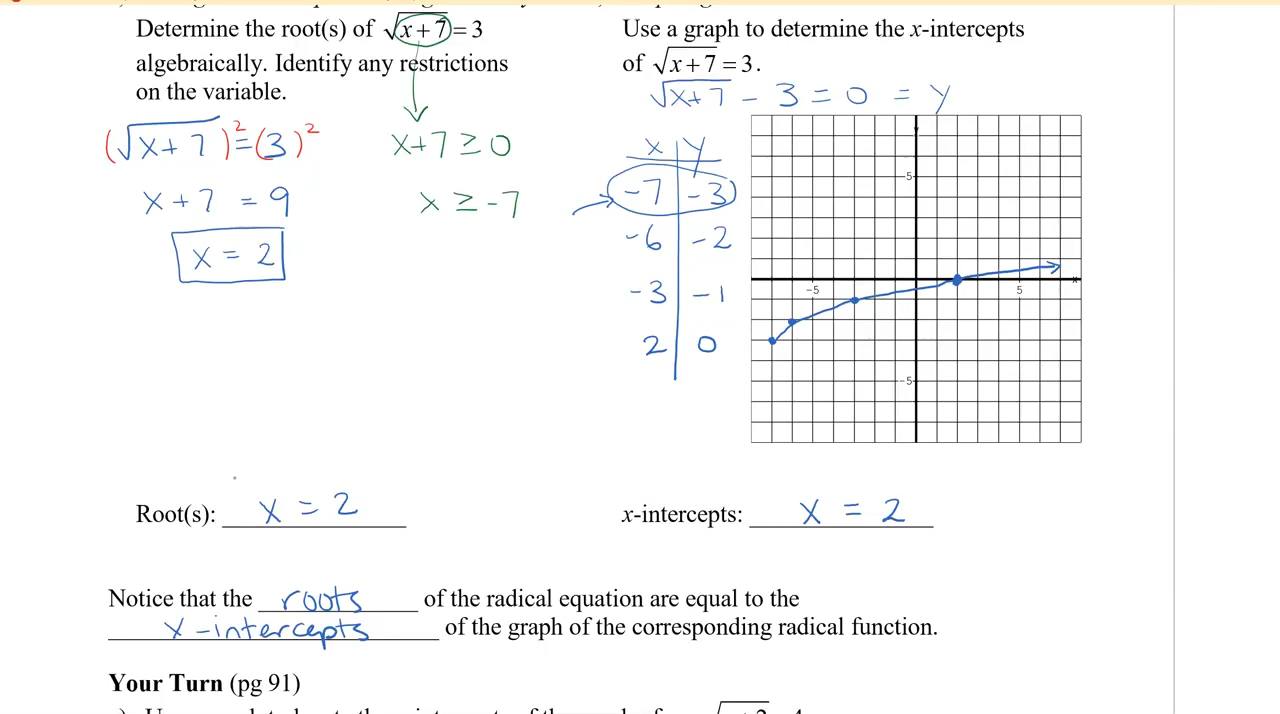 Determine the root(s) of √x+7 = 3
algebraically. Identify any restrictions
on the variable.
(√x+7)² = (3)²
x+7 = 9
x = 2
x+7 ≥ 0
x ≥ -7
Root(s): x = 2
Use a graph to determine the x-intercepts
of √x+7 = 3.
√x+7 - 3 = 0 = y
x y
-7 -3
-6 -2
-3 -1
2 0
5
-5 5 x
-5
x-intercepts: x = 2
Notice that the roots of the radical equation are equal to the
x-intercepts of the graph of the corresponding radical function.
Your Turn (pg 91)